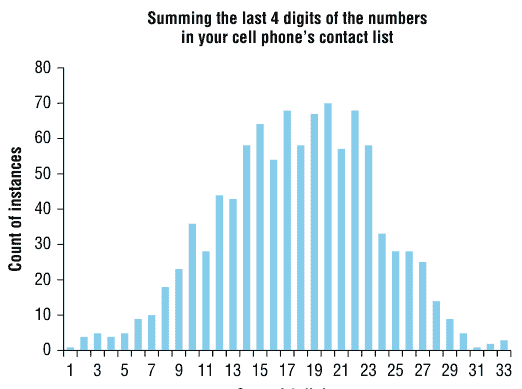 Summing the last 4 digits of the numbers
in your cell phone's contact list
Count of instances
80
70
60
50
40
30
20
10
0
1 3 5 7 9 11 13 15 17 19 21 23 25 27 29 31 33